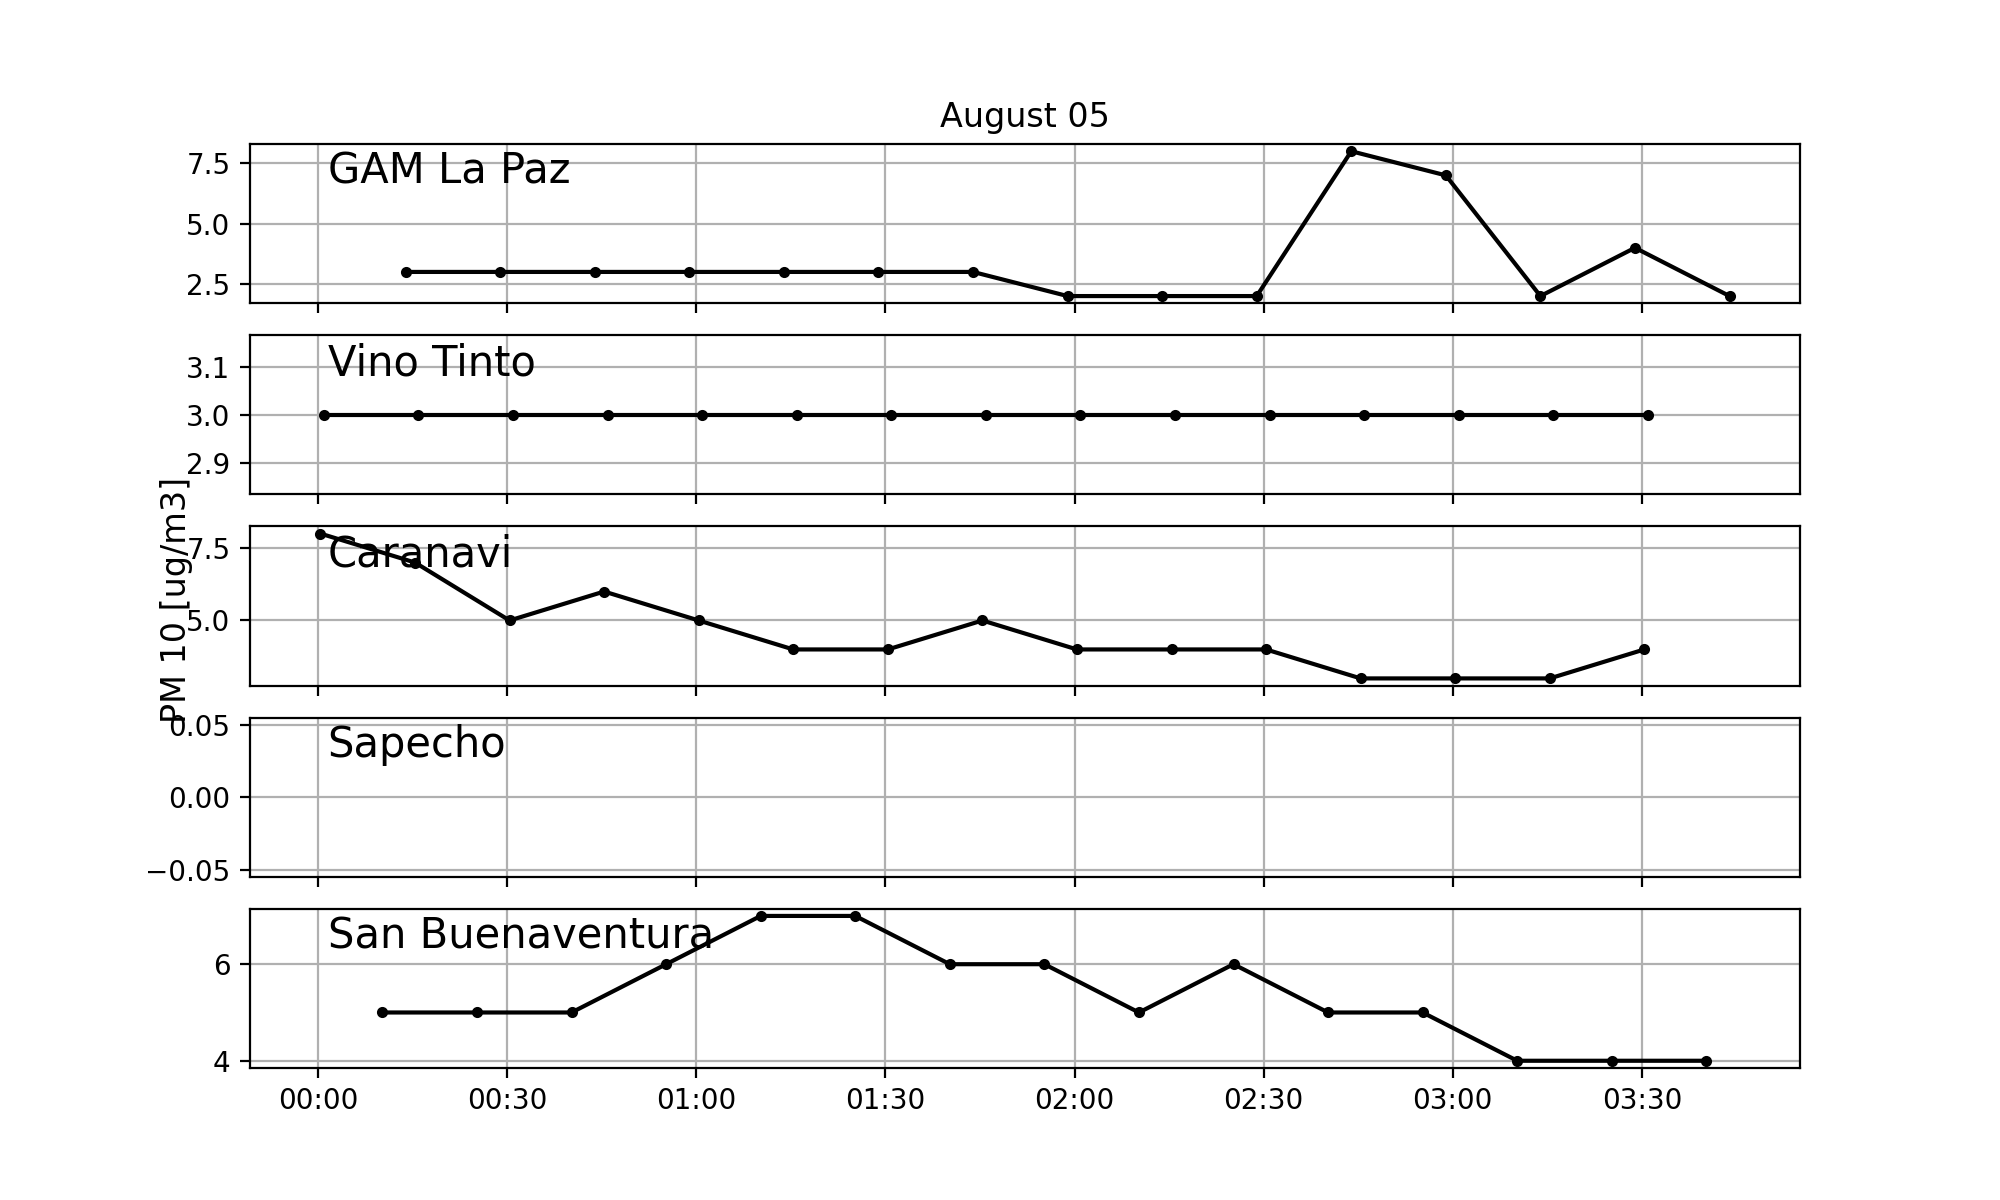 August 05
GAM La Paz
7.5
5.0
2.5
Vino Tinto
3.1
3.0
2.9
PM 10 [ug/m3]
Caranavi
7.5
5.0
Sapecho
0.05
0.00
−0.05
San Buenaventura
6
4
00:00 00:30 01:00 01:30 02:00 02:30 03:00 03:30